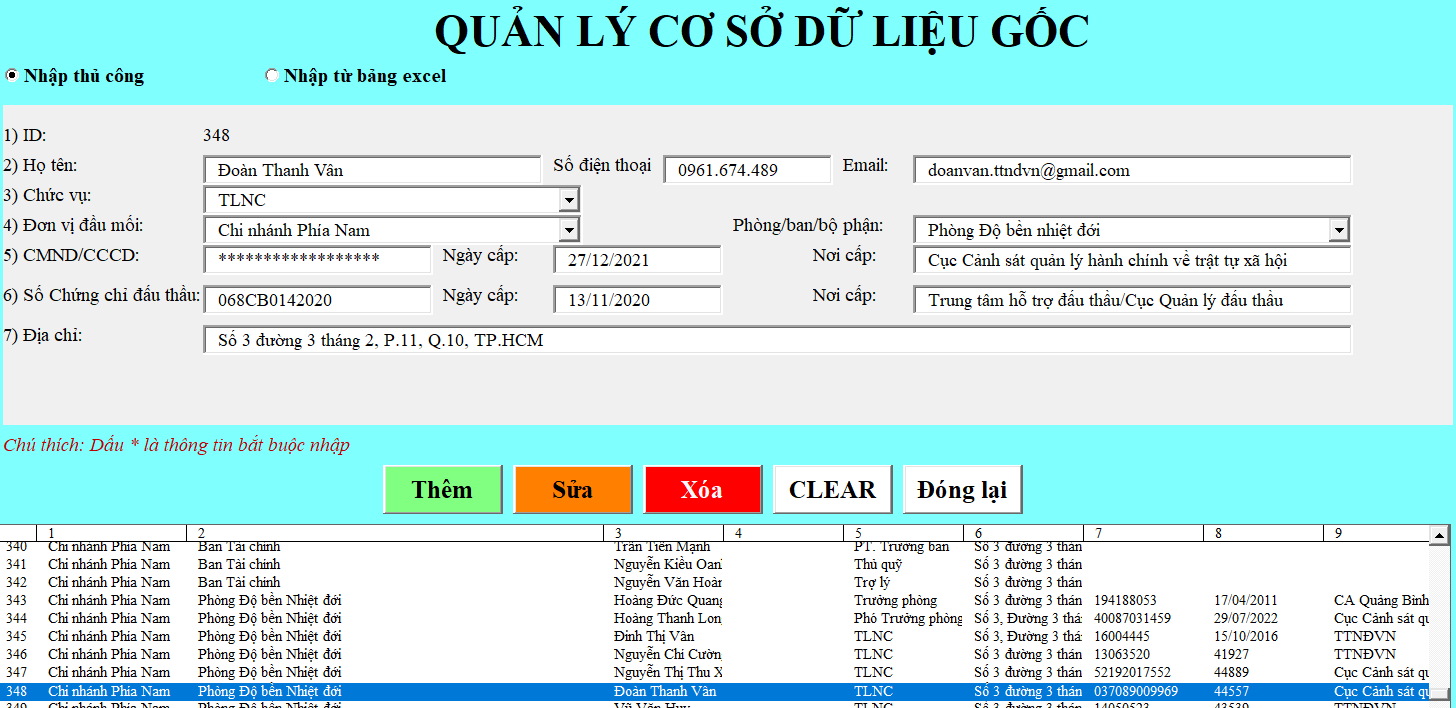 QUẢN LÝ CƠ SỞ DỮ LIỆU GỐC
Nhập thủ công Nhập từ bảng excel
1) ID: 348
2) Họ tên: Đoàn Thanh Vân Số điện thoại 0961.674.489 Email: doanvan.ttndvn@gmail.com
3) Chức vụ: TLNC
4) Đơn vị đầu mối: Chi nhánh Phía Nam Phòng/ban/bộ phận: Phòng Độ bền nhiệt đới
5) CMND/CCCD: ****************** Ngày cấp: 27/12/2021 Nơi cấp: Cục Cảnh sát quản lý hành chính về trật tự xã hội
6) Số Chứng chỉ đấu thầu: 068CB0142020 Ngày cấp: 13/11/2020 Nơi cấp: Trung tâm hỗ trợ đấu thầu/Cục Quản lý đấu thầu
7) Địa chỉ: Số 3 đường 3 tháng 2, P.11, Q.10, TP.HCM
Chú thích: Dấu * là thông tin bắt buộc nhập
Thêm Sửa Xóa CLEAR Đóng lại
1 2 3 4 5 6 7 8 9
340 Chi nhánh Phía Nam Ban Tài chính Trần Tiến Mạnh PT. Trưởng ban Số 3 đường 3 thán
341 Chi nhánh Phía Nam Ban Tài chính Nguyễn Kiều Oanh Thủ quỹ Số 3 đường 3 thán
342 Chi nhánh Phía Nam Ban Tài chính Nguyễn Văn Hoàn Trợ lý Số 3 đường 3 thán
343 Chi nhánh Phía Nam Phòng Độ bền Nhiệt đới Hoàng Đức Quang Trưởng phòng Số 3 đường 3 thán 194188053 17/04/2011 CA Quảng Bình
344 Chi nhánh Phía Nam Phòng Độ bền Nhiệt đới Hoàng Thanh Lon Phó Trưởng phòng Số 3, Đường 3 thá 40087031459 29/07/2022 Cục Cảnh sát qu
345 Chi nhánh Phía Nam Phòng Độ bền Nhiệt đới Đinh Thị Vân TLNC Số 3, Đường 3 thá 16004445 15/10/2016 TTNĐVN
346 Chi nhánh Phía Nam Phòng Độ bền Nhiệt đới Nguyễn Chí Cườn TLNC Số 3 đường 3 thán 13063520 41927 TTNĐVN
347 Chi nhánh Phía Nam Phòng Độ bền Nhiệt đới Nguyễn Thị Thu X TLNC Số 3 đường 3 thán 52192017552 44889 Cục Cảnh sát qu
348 Chi nhánh Phía Nam Phòng Độ bền Nhiệt đới Đoàn Thanh Vân TLNC Số 3 đường 3 thán 037089009969 44557 Cục Cảnh sát qu